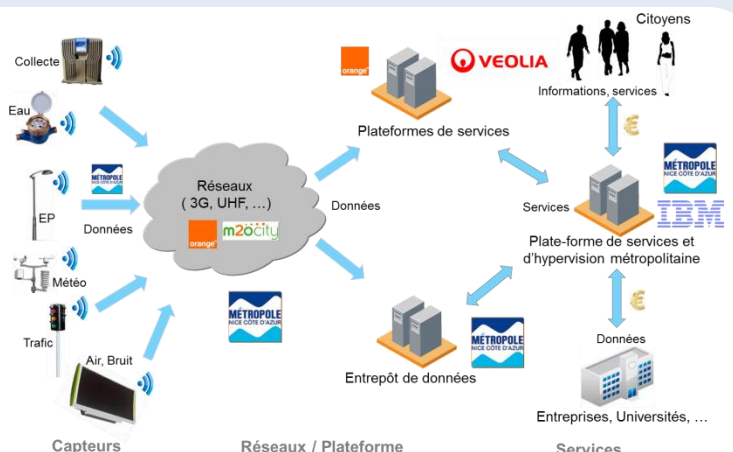 Collecte
Eau
EP
MÉTROPOLE
NICE CÔTE D'AZUR
Données
Météo
Trafic
Air, Bruit
Capteurs
Réseaux
( 3G, UHF, ...)
orange
m2ocity
MÉTROPOLE
NICE CÔTE D'AZUR
Réseaux / Plateforme
Données
orange
VEOLIA
Plateformes de services
Entrepôt de données
MÉTROPOLE
NICE CÔTE D'AZUR
Citoyens
Informations, services
€
Services
MÉTROPOLE
NICE CÔTE D'AZUR
IBM
Plate-forme de services et
d'hypervision métropolitaine
€
Données
Entreprises, Universités, ...
Services